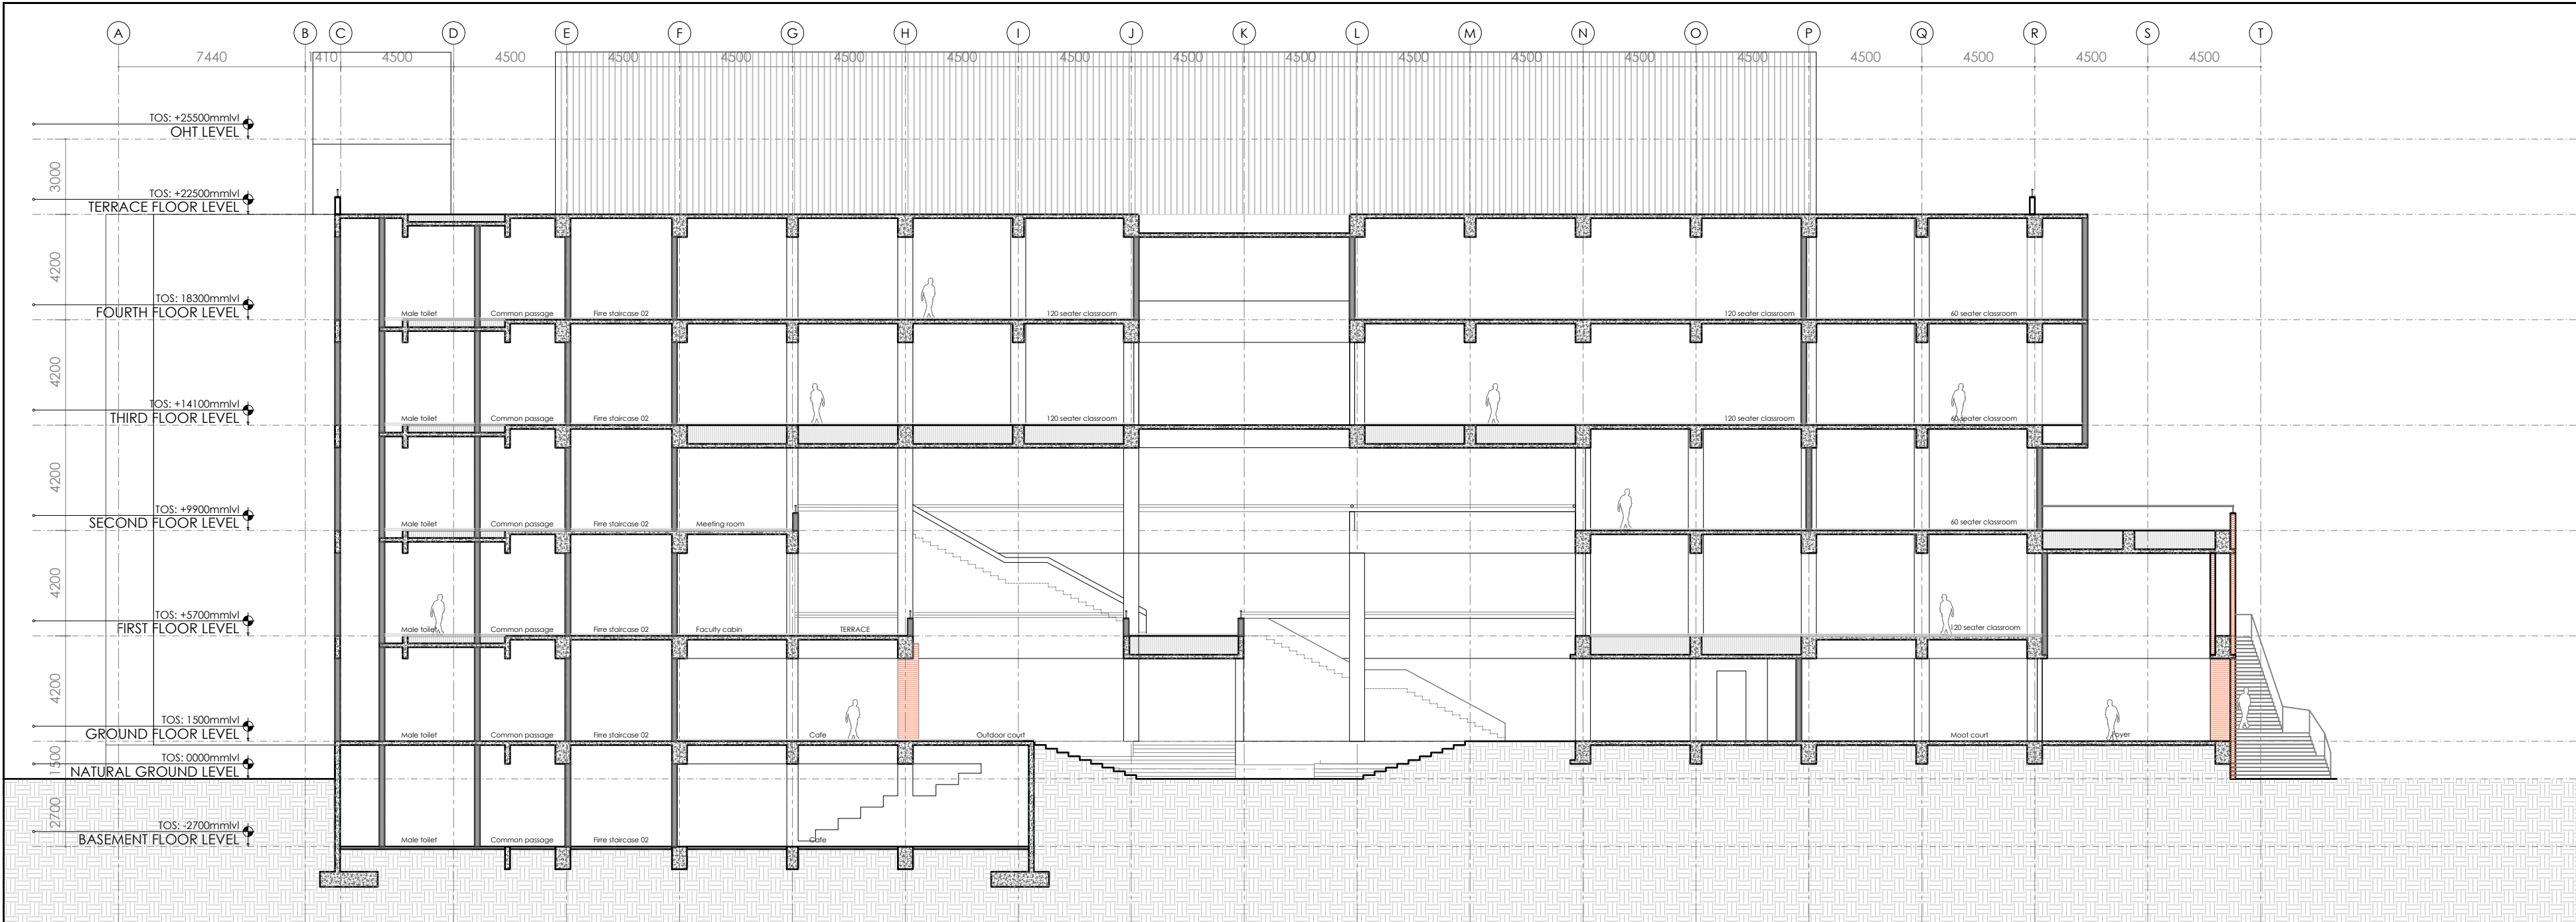 A B C D E F G H I J K L M N O P Q R S T
7440 1410 4500 4500 4500 4500 4500 4500 4500 4500 4500 4500 4500 4500 4500 4500 4500 4500 4500
TOS: +25500mmlvl
OHT LEVEL
3000
TOS: +22500mmlvl
TERRACE FLOOR LEVEL
4200
TOS: 18300mmlvl
FOURTH FLOOR LEVEL
Male toilet Common passage Firre staircase 02 120 seater classroom 120 seater classroom 60 seater classroom
4200
TOS: +14100mmlvl
THIRD FLOOR LEVEL
Male toilet Common passage Firre staircase 02 120 seater classroom 120 seater classroom 60 seater classroom
4200
TOS: +9900mmlvl
SECOND FLOOR LEVEL
Male toilet Common passage Firre staircase 02 Meeting room 60 seater classroom
4200
TOS: +5700mmlvl
FIRST FLOOR LEVEL
Male toilet Common passage Firre staircase 02 Faculty cabin TERRACE 120 seater classroom
4200
TOS: 1500mmlvl
GROUND FLOOR LEVEL
Male toilet Common passage Firre staircase 02 Cafe Outdoor court Moot court Foyer
1500
TOS: 0000mmlvl
NATURAL GROUND LEVEL
2700
TOS: -2700mmlvl
BASEMENT FLOOR LEVEL
Male toilet Common passage Firre staircase 02 Cafe